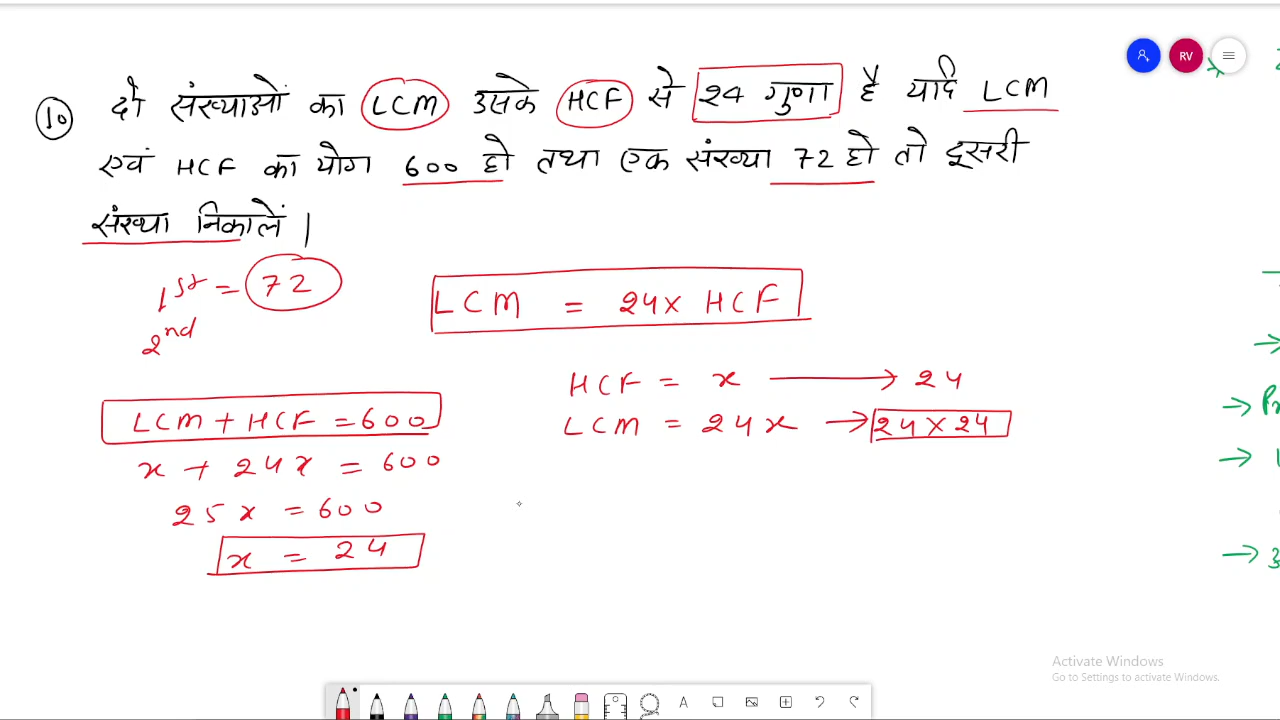 RV
10 दो संख्याओं का LCM उसके HCF से 24 गुणा है यदि LCM
एवं HCF का योग 600 हो तथा एक संख्या 72 हो तो दूसरी
संख्या निकालें |
1st = 72
2nd
LCM = 24x HCF
HCF = x → 24
LCM = 24x → 24 X 24
LCM + HCF = 600
x + 24x = 600
25x = 600
x = 24
Activate Windows
Go to Settings to activate Windows.